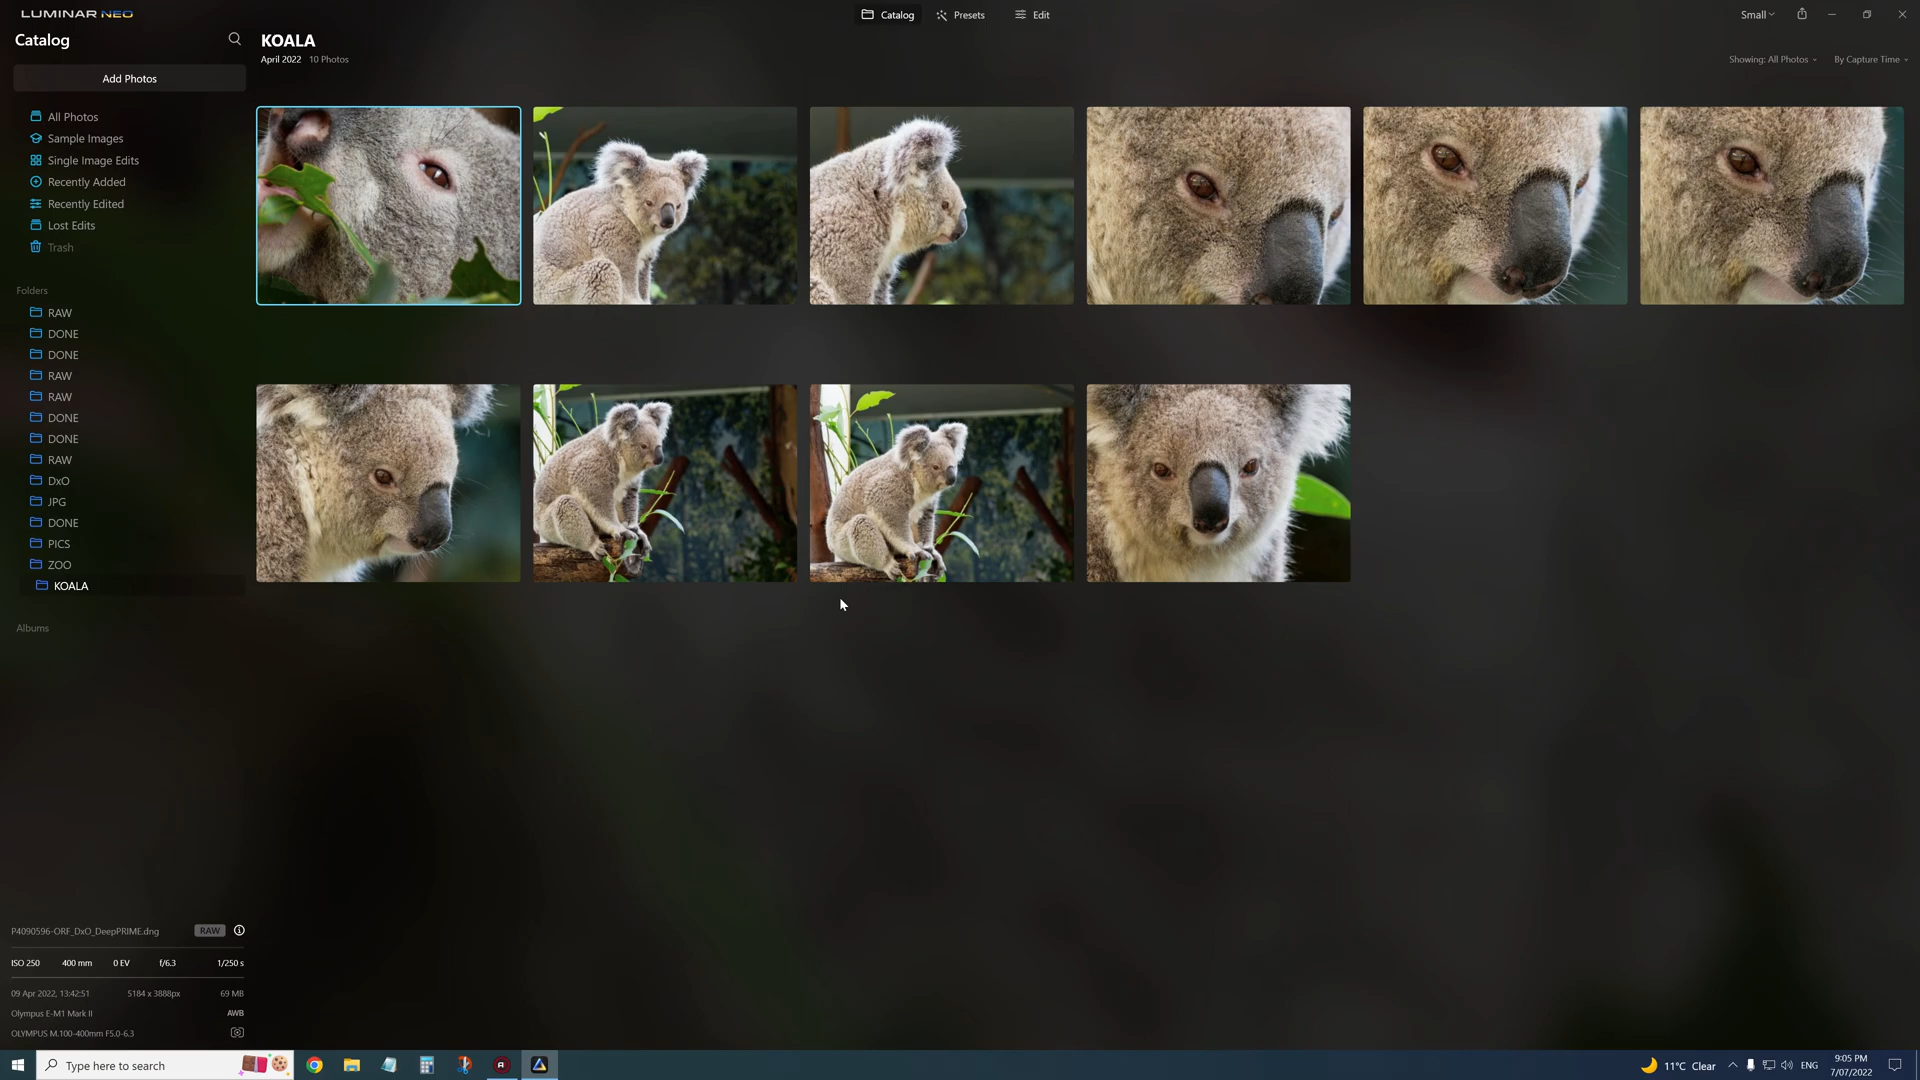 LUMINAR NEO
Catalog
Presets
Edit
Small
Catalog
KOALA
April 2022 10 Photos
Showing: All Photos
By Capture Time
Add Photos
All Photos
Sample Images
Single Image Edits
Recently Added
Recently Edited
Lost Edits
Trash
Folders
RAW
DONE
DONE
RAW
RAW
DONE
DONE
RAW
DxO
JPG
DONE
PICS
ZOO
KOALA
Albums
P4090596-ORF_DxO_DeepPRIME.dng RAW
ISO 250 400 mm 0 EV f/6.3 1/250 s
09 Apr 2022, 13:42:51 5184 x 3888px 69 MB
Olympus E-M1 Mark II AWB
OLYMPUS M.100-400mm F5.0-6.3
Type here to search
11°C Clear
ENG
9:05 PM
7/07/2022